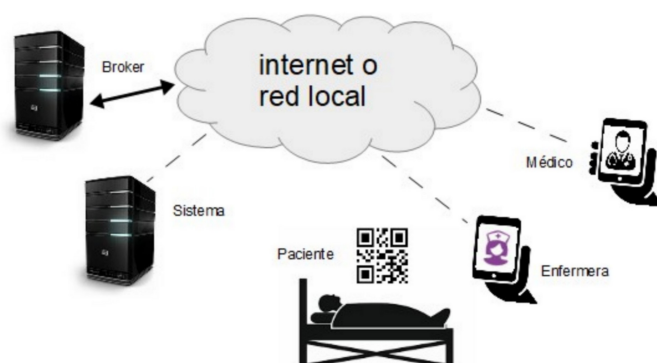 Broker
internet o
red local
Médico
Sistema
Paciente
Enfermera